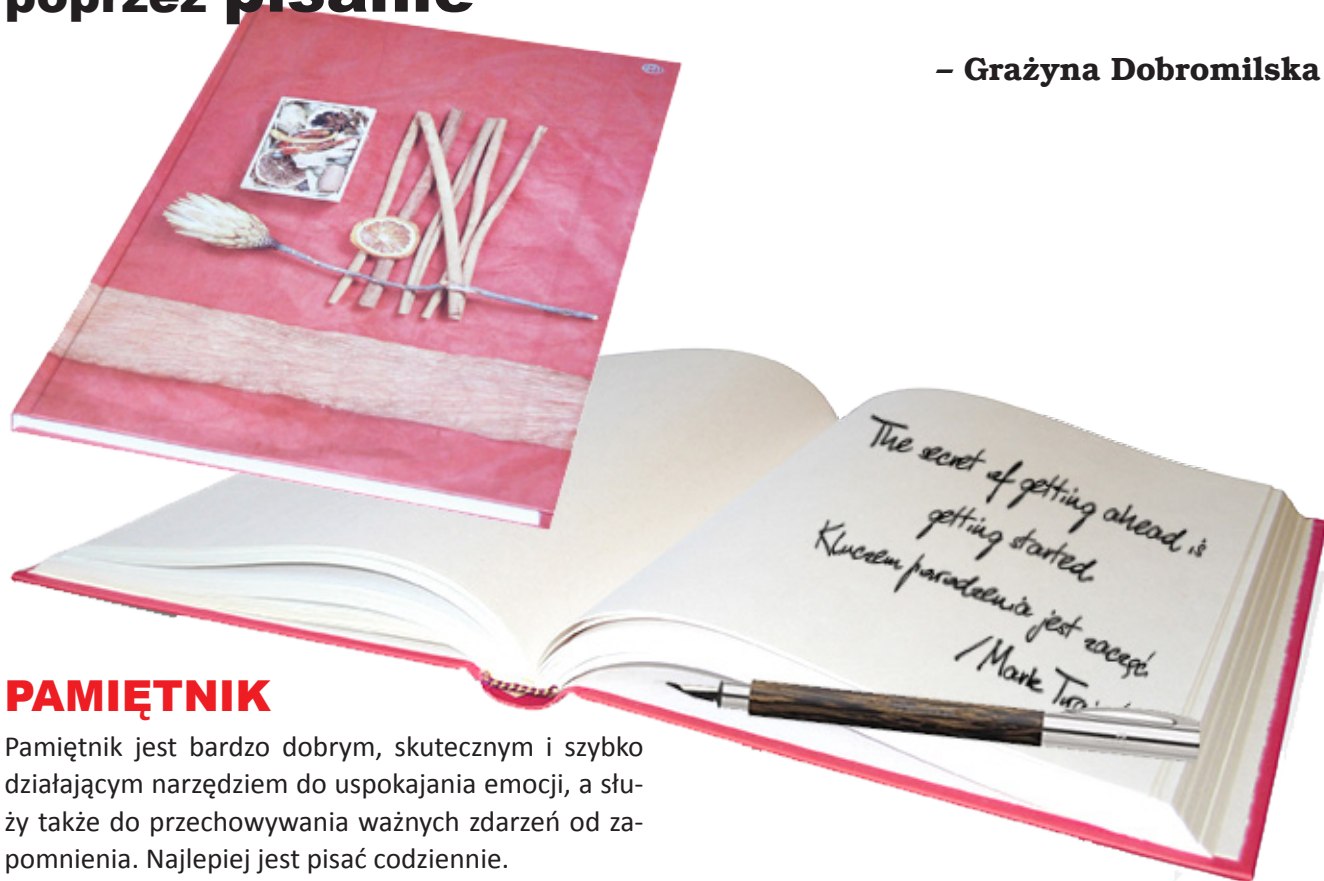 poprzez pisanie
– Grażyna Dobromilska
The secret of getting ahead is
getting started.
Kluczem paradzenia jest zacząć.
/Mark
PAMIĘTNIK
Pamiętnik jest bardzo dobrym, skutecznym i szybko
działającym narzędziem do uspokajania emocji, a słu-
ży także do przechowywania ważnych zdarzeń od za-
pomnienia. Najlepiej jest pisać codziennie.